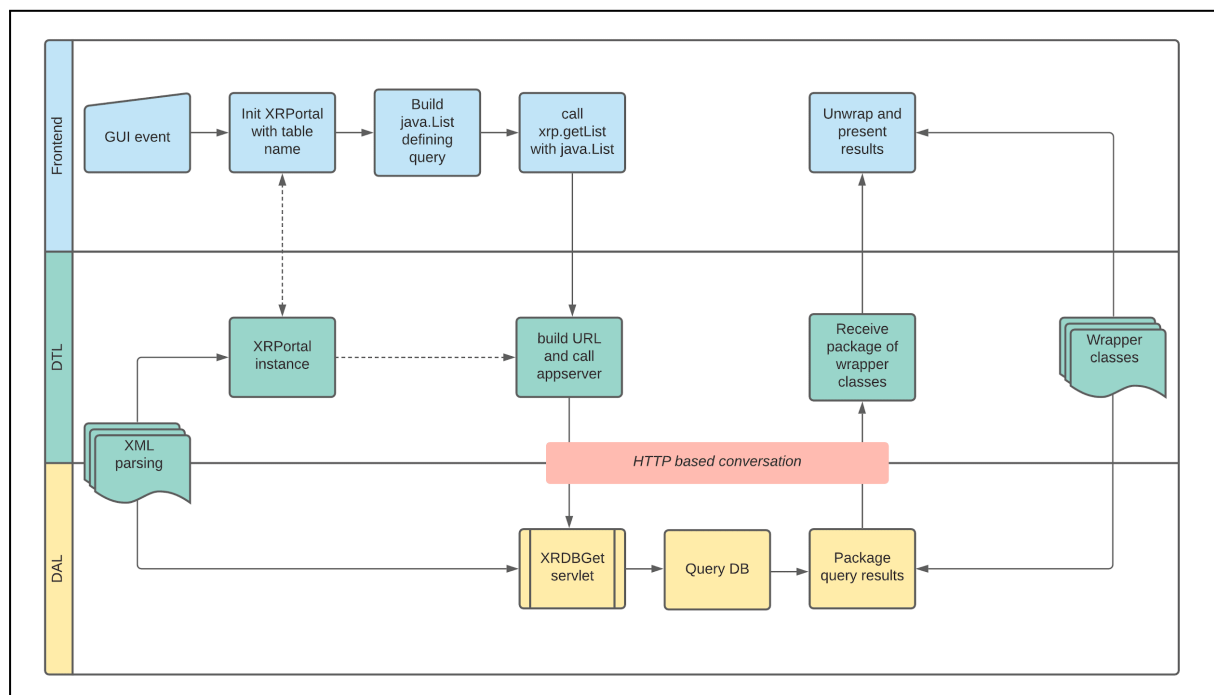 Frontend
GUI event
Init XRPortal
with table
name
Build
java.List
defining
query
call
xrp.getList
with java.List
Unwrap and
present
results
DTL
XRPortal
instance
build URL
and call
appserver
Receive
package of
wrapper
classes
Wrapper
classes
XML
parsing
HTTP based conversation
DAL
XRDBGet
servlet
Query DB
Package
query results